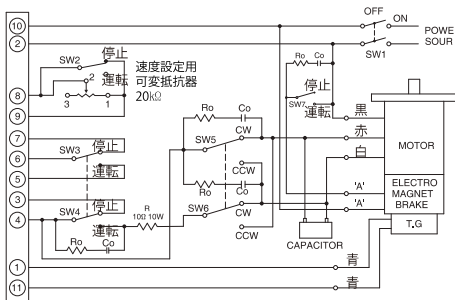 OFF
ON
10
POWE
2
SOUR
SW1
SW2
停止
速度設定用
可変抵抗器
20kΩ
2
運転
8
3
1
9
Ro
Co
停止
SW7
運転
黒
Ro
Co
7
停止
SW5
CW
赤
MOTOR
6
SW3
運転
白
5
CCW
Ro
Co
3
停止
'A'
ELECTRO
MAGNET
BRAKE
R
10Ω 10W
SW6
CW
'A'
4
SW4
運転
Ro
Co
CCW
CAPACITOR
T.G
青
1
青
11